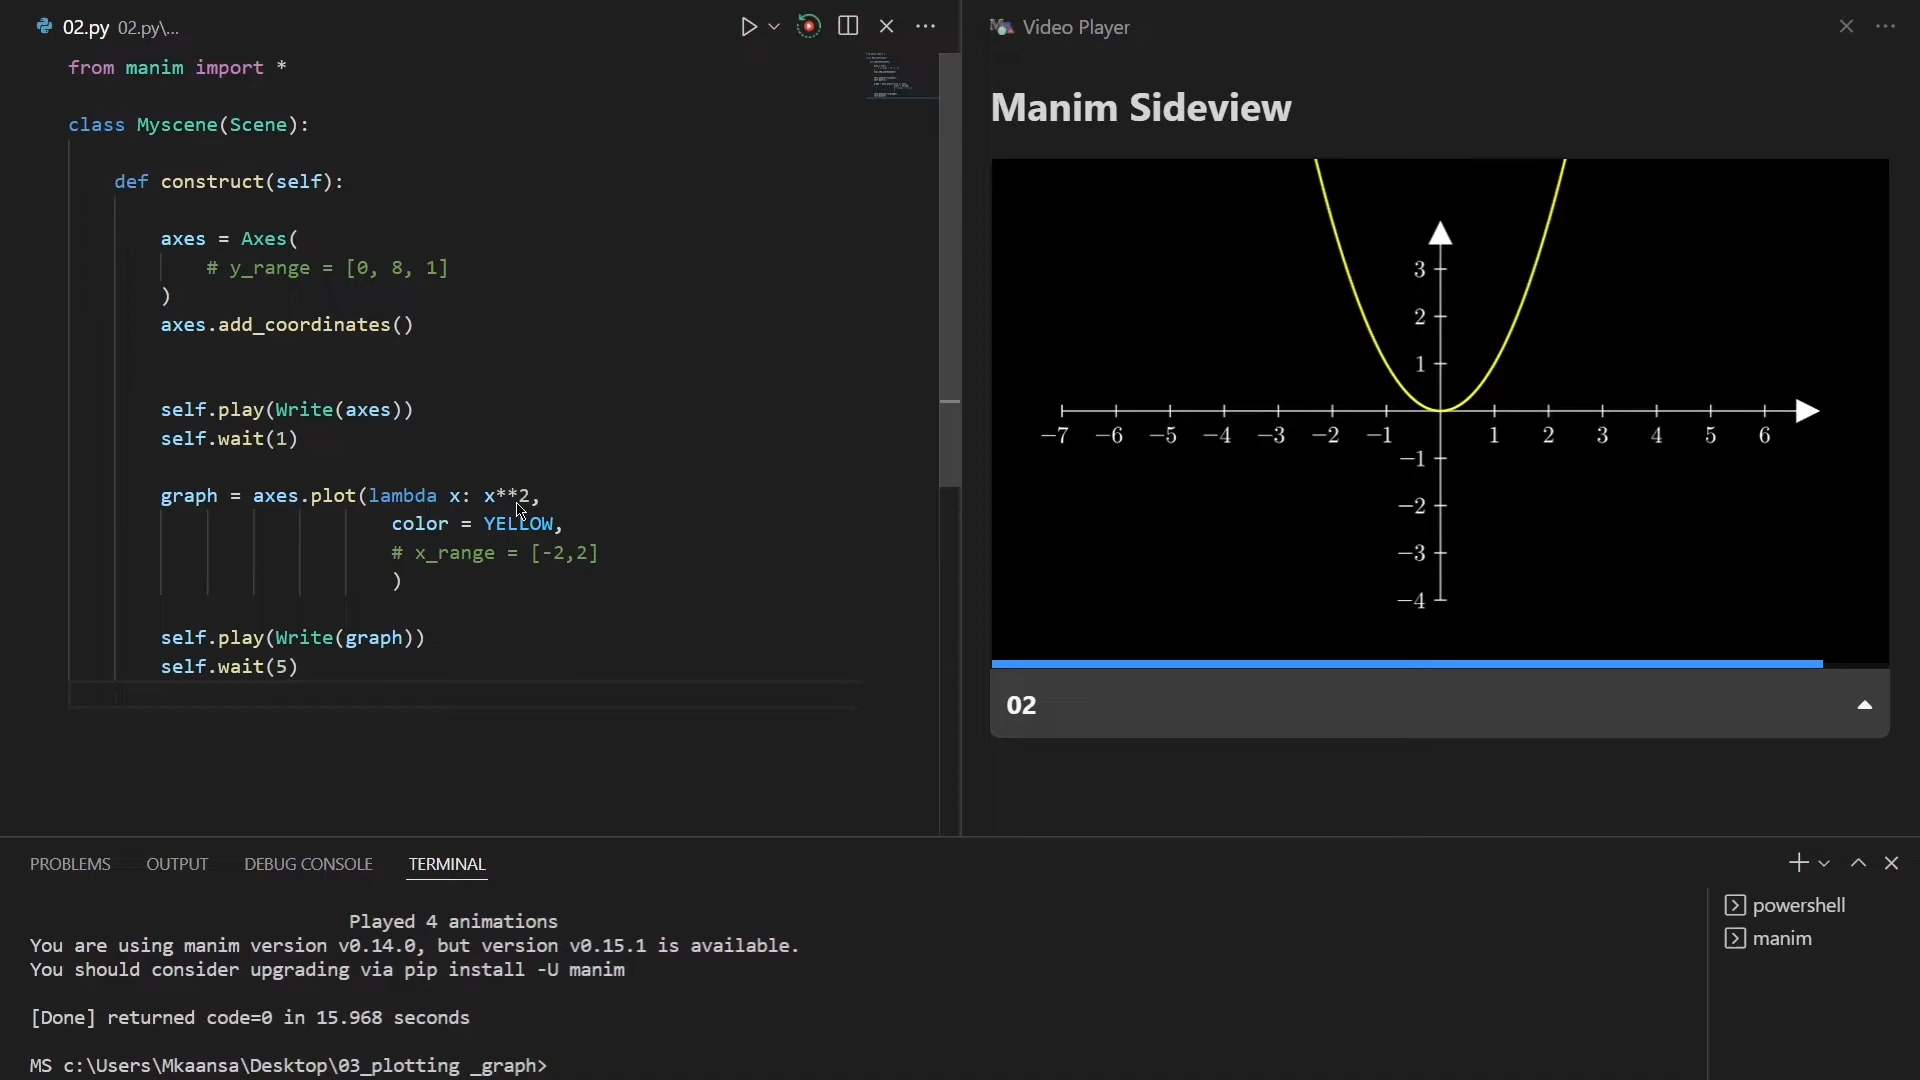 02.py 02.py\...
from manim import *
class Myscene(Scene):
def construct(self):
axes = Axes(
# y_range = [0, 8, 1]
)
axes.add_coordinates()
self.play(Write(axes))
self.wait(1)
graph = axes.plot(lambda x: x**2,
color = YELLOW,
# x_range = [-2,2]
)
self.play(Write(graph))
self.wait(5)
Video Player
Manim Sideview
3
2
1
−7 −6 −5 −4 −3 −2 −1 1 2 3 4 5 6
−1
−2
−3
−4
02
PROBLEMS OUTPUT DEBUG CONSOLE TERMINAL
Played 4 animations
You are using manim version v0.14.0, but version v0.15.1 is available.
You should consider upgrading via pip install -U manim
[Done] returned code=0 in 15.968 seconds
MS c:\Users\Mkaansa\Desktop\03_plotting _graph>
powershell
manim